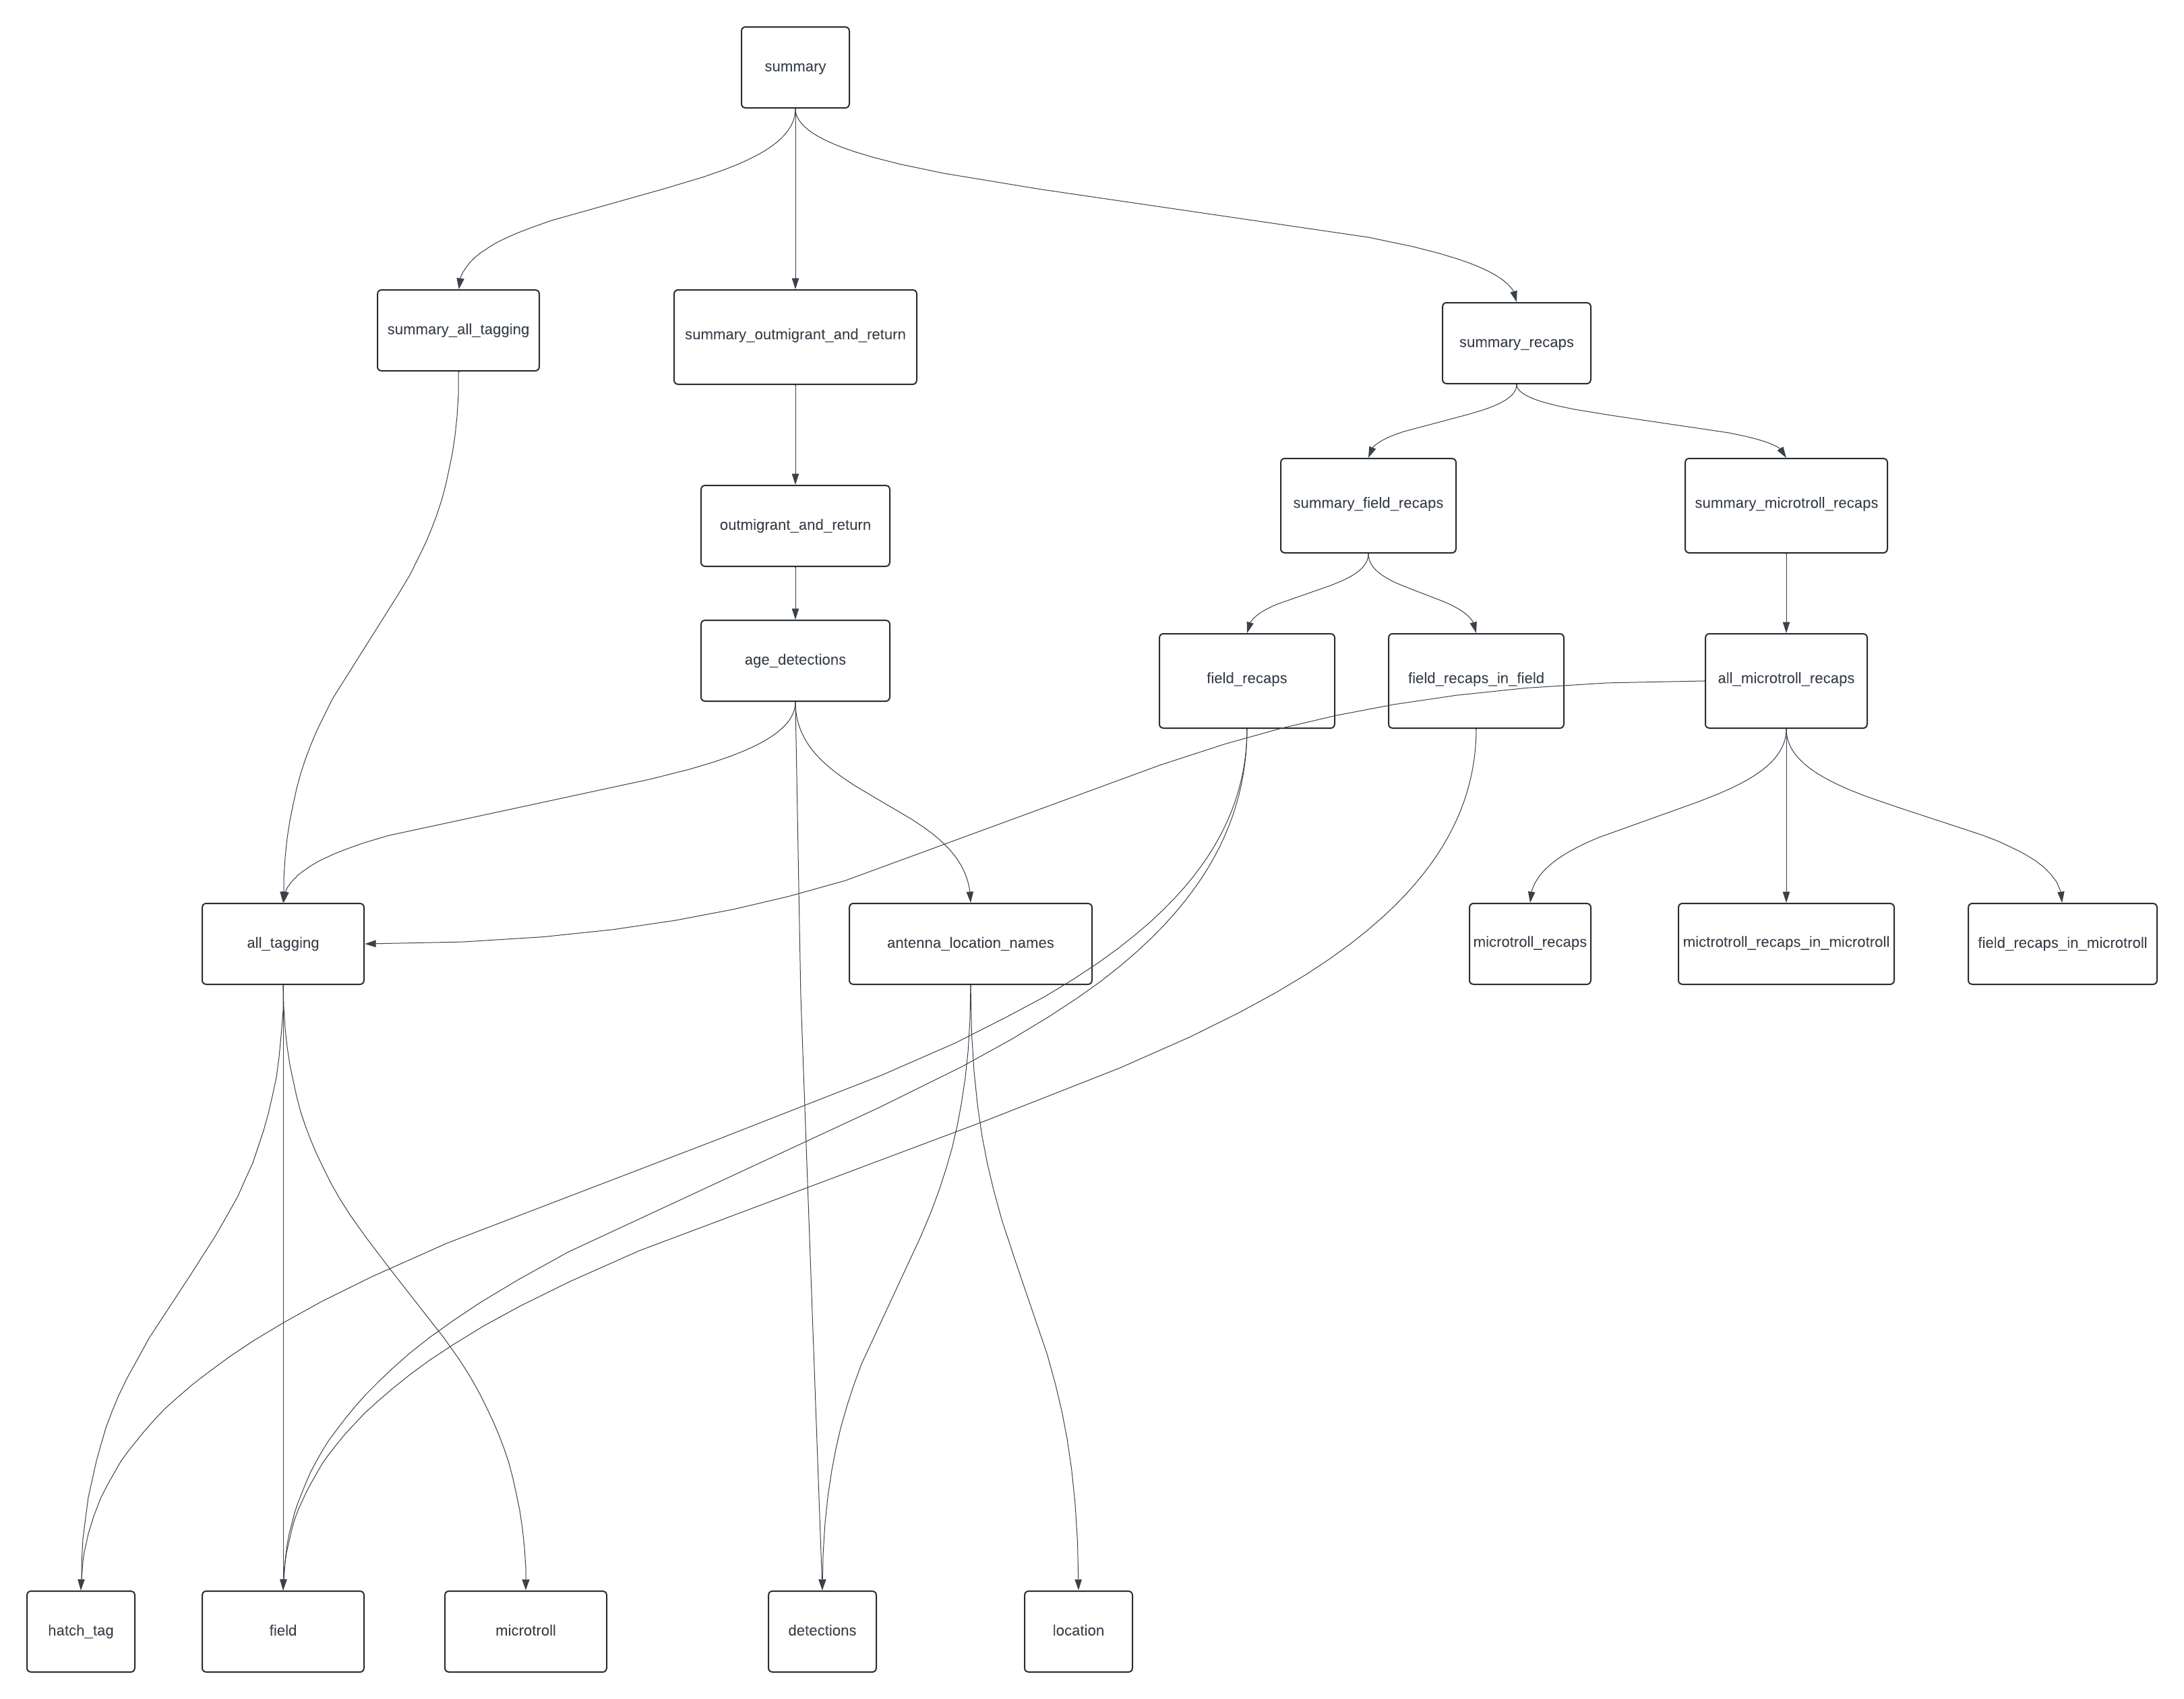 summary
summary_all_tagging
summary_outmigrant_and_return
summary_recaps
summary_field_recaps
summary_microtroll_recaps
outmigrant_and_return
age_detections
field_recaps
field_recaps_in_field
all_microtroll_recaps
all_tagging
antenna_location_names
microtroll_recaps
mictrotroll_recaps_in_microtroll
field_recaps_in_microtroll
hatch_tag
field
microtroll
detections
location